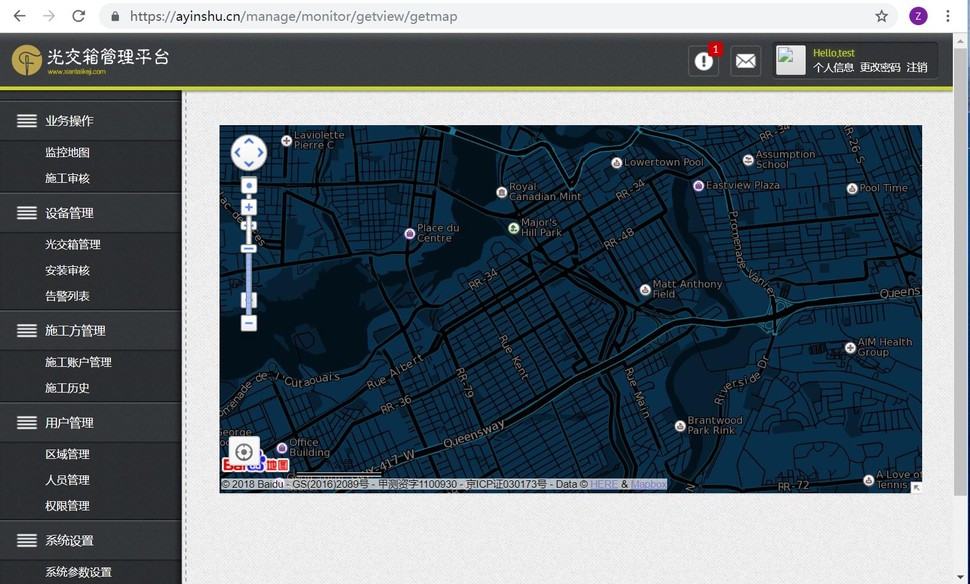 https://ayinshu.cn/manage/monitor/getview/getmap
Z
光交箱管理平台
www.xiantaikeji.com
1
Hello,test
个人信息 更改密码 注销
业务操作
监控地图
施工审核
设备管理
光交箱管理
安装审核
告警列表
施工方管理
施工账户管理
施工历史
用户管理
区域管理
人员管理
权限管理
系统设置
系统参数设置
Laviolette
Pierre C
Royal
Canadian Mint
Place du
Centre
Major's
Hill Park
Lowertown Pool
Eastview Plaza
Assumption
School
Pool Time
RR-34
RR-26 S
RR-34
RR-48
RR-34
Promenade Vanier
Matt Anthony
Field
Queens
AIM Health
Group
Riverside Dr
Rue Kent
Rue Albert
RR-79
RR-36
Rue Main
Queensway
Y-417 W
Brantwood
Park Rink
Office
Building
A Love of
Tennis
RR-72
地图
© 2018 Baidu - GS(2016)2089号 - 甲测资字1100930 - 京ICP证030173号 - Data © HERE & Mapbox